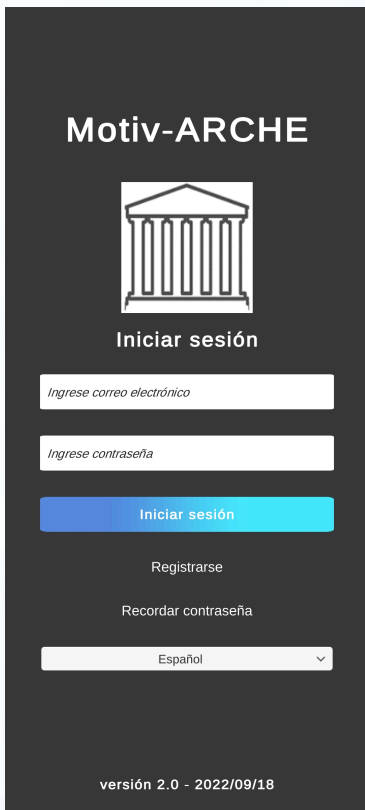 Motiv-ARCHE
Iniciar sesión
Ingrese correo electrónico
Ingrese contraseña
Iniciar sesión
Registrarse
Recordar contraseña
Español
versión 2.0 - 2022/09/18